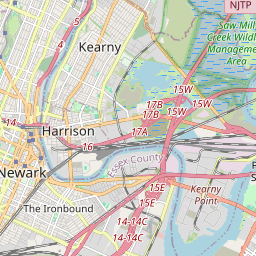 NJTP
Kearny
Saw Mill
Creek Wildl
Management
Area
15W
15W
17B
15W
17B
14
17A
Harrison
16
Essex County
Newark
15E
Kearny
Point
15E
The Ironbound
14-14C
14-14C